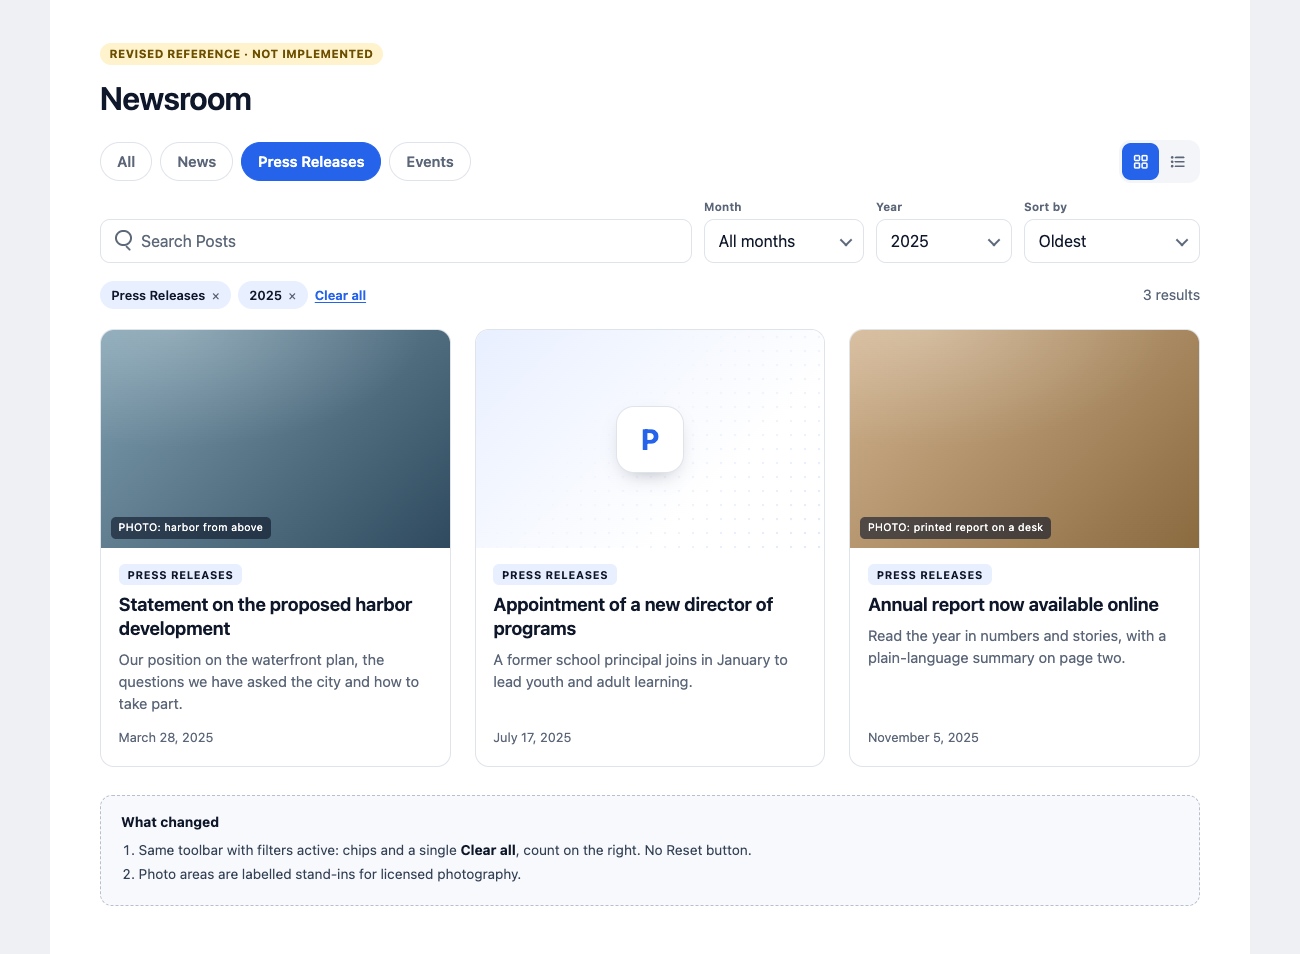 REVISED REFERENCE · NOT IMPLEMENTED
Newsroom
All
News
Press Releases
Events
Month
Year
Sort by
Search Posts
All months
2025
Oldest
Press Releases ×
2025 ×
Clear all
3 results
PHOTO: harbor from above
P
PHOTO: printed report on a desk
PRESS RELEASES
Statement on the proposed harbor
development
Our position on the waterfront plan, the
questions we have asked the city and how to
take part.
March 28, 2025
PRESS RELEASES
Appointment of a new director of
programs
A former school principal joins in January to
lead youth and adult learning.
July 17, 2025
PRESS RELEASES
Annual report now available online
Read the year in numbers and stories, with a
plain-language summary on page two.
November 5, 2025
What changed
1. Same toolbar with filters active: chips and a single Clear all, count on the right. No Reset button.
2. Photo areas are labelled stand-ins for licensed photography.